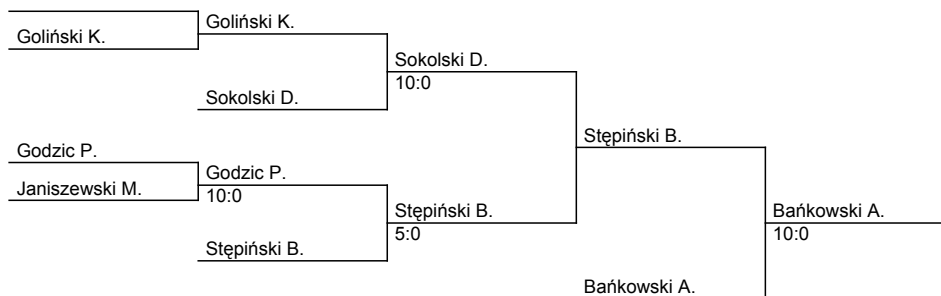 Goliński K.
Goliński K.
Sokolski D.
10:0
Sokolski D.
Stępiński B.
Godzic P.
Godzic P.
10:0
Janiszewski M.
Stępiński B.
5:0
Bańkowski A.
10:0
Stępiński B.
Bańkowski A.